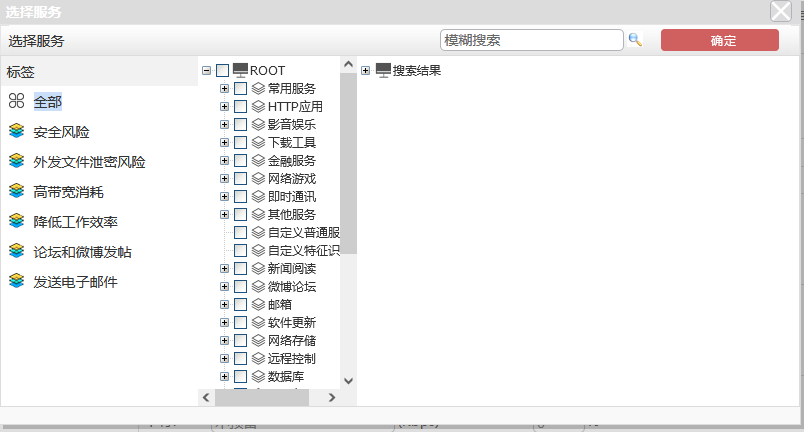 选择服务
选择服务
模糊搜索
确定
标签
全部
安全风险
外发文件泄密风险
高带宽消耗
降低工作效率
论坛和微博发帖
发送电子邮件
ROOT
常用服务
HTTP应用
影音娱乐
下载工具
金融服务
网络游戏
即时通讯
其他服务
自定义普通服
自定义特征识
新闻阅读
微博论坛
邮箱
软件更新
网络存储
远程控制
数据库
搜索结果